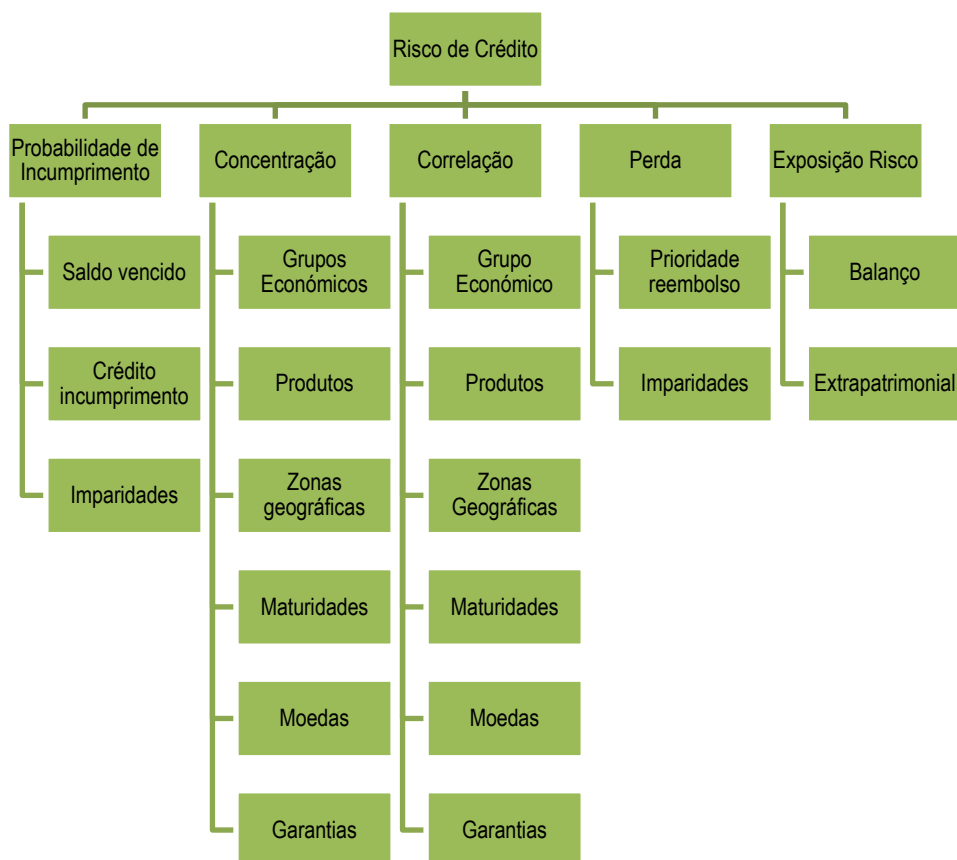 Risco de Crédito
Probabilidade de
Incumprimento
Concentração
Correlação
Perda
Exposição Risco
Saldo vencido
Crédito
incumprimento
Imparidades
Grupos
Económicos
Produtos
Zonas
geográficas
Maturidades
Moedas
Garantias
Grupo
Económico
Produtos
Zonas
Geográficas
Maturidades
Moedas
Garantias
Prioridade
reembolso
Imparidades
Balanço
Extrapatrimonial